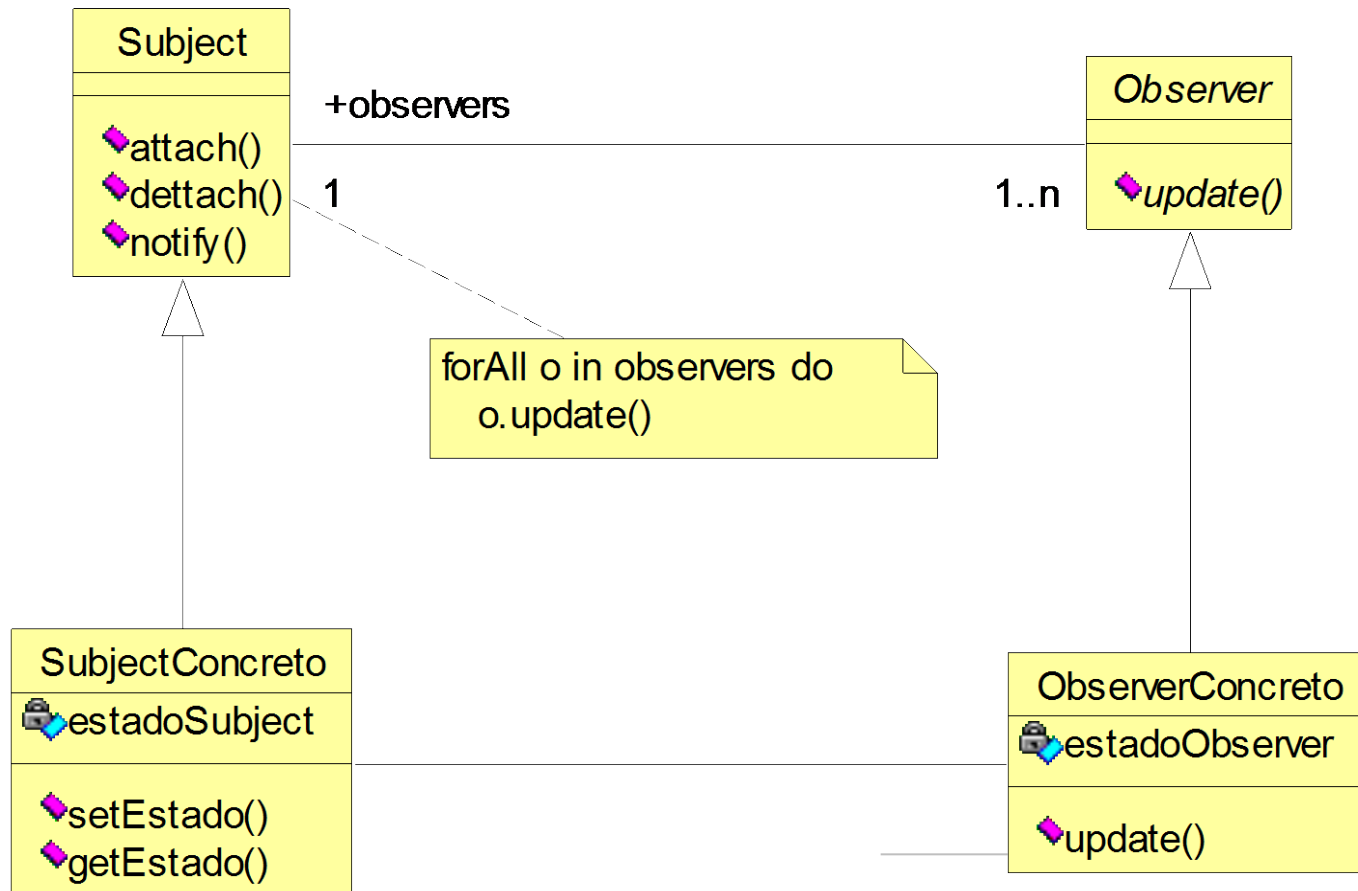 Subject
attach()
dettach()
notify()
+observers
1
1..n
Observer
update()
forAll o in observers do
o.update()
SubjectConcreto
estadoSubject
setEstado()
getEstado()
ObserverConcreto
estadoObserver
update()